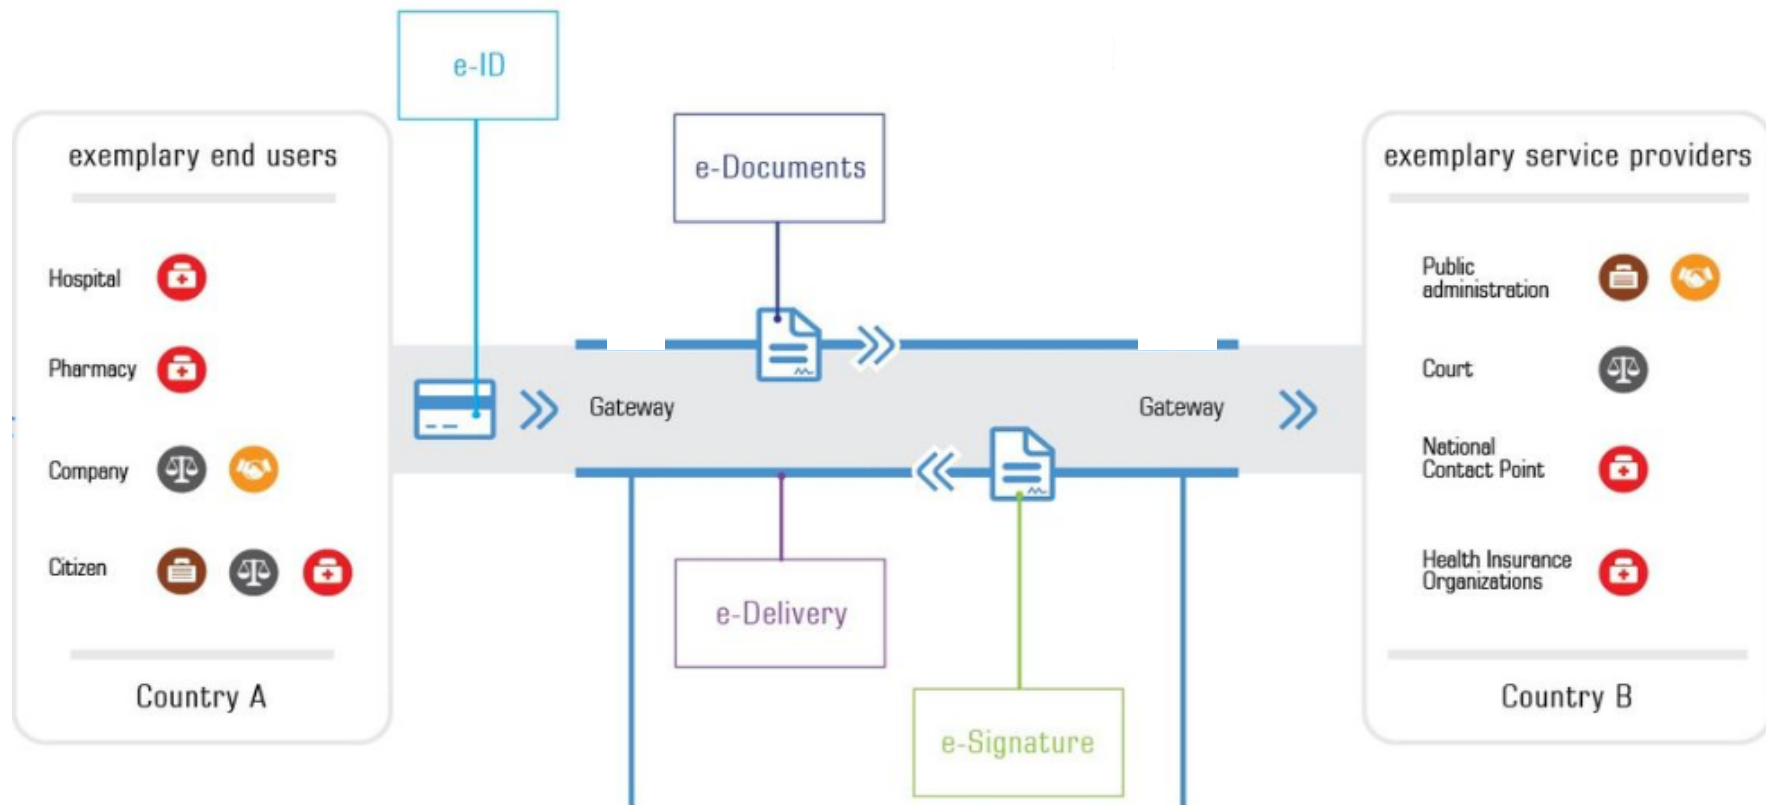 e-ID
exemplary end users
e-Documents
exemplary service providers
Hospital
Public
administration
Pharmacy
Court
Gateway
Gateway
Company
National
Contact Point
Citizen
Health Insurance
Organizations
e-Delivery
Country A
Country B
e-Signature